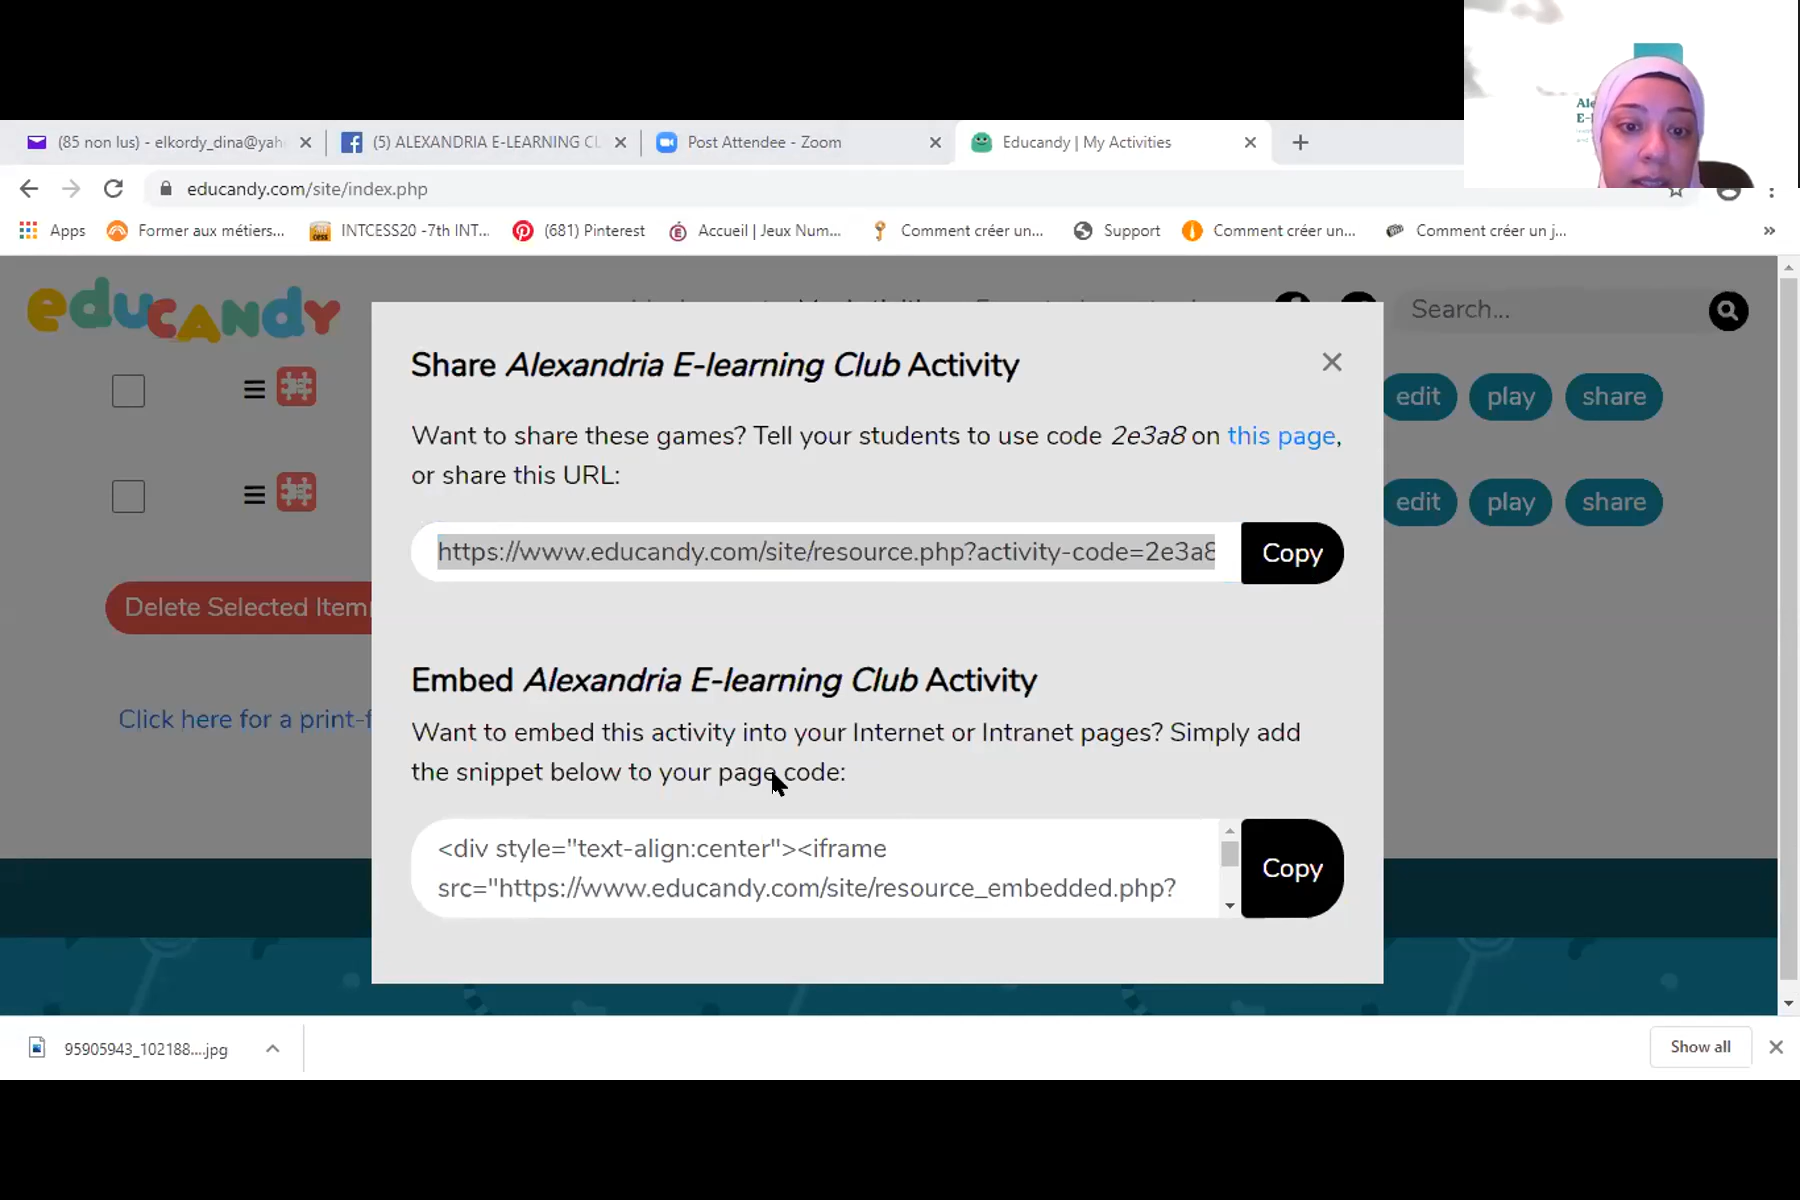 Ale
E-l
(85 non lus) - elkordy_dina@yah
(5) ALEXANDRIA E-LEARNING CL
Post Attendee - Zoom
Educandy | My Activities
educandy.com/site/index.php
Apps
Former aux métiers...
INTCESS20 -7th INT...
(681) Pinterest
Accueil | Jeux Num...
Comment créer un...
Support
Comment créer un...
Comment créer un j...
educandy
Search...
Share Alexandria E-learning Club Activity
Want to share these games? Tell your students to use code 2e3a8 on this page,
or share this URL:
https://www.educandy.com/site/resource.php?activity-code=2e3a8
Copy
edit play share
edit play share
Delete Selected Item
Click here for a print-f
Embed Alexandria E-learning Club Activity
Want to embed this activity into your Internet or Intranet pages? Simply add
the snippet below to your page code:
<div style="text-align:center"><iframe
src="https://www.educandy.com/site/resource_embedded.php?
Copy
95905943_102188....jpg
Show all